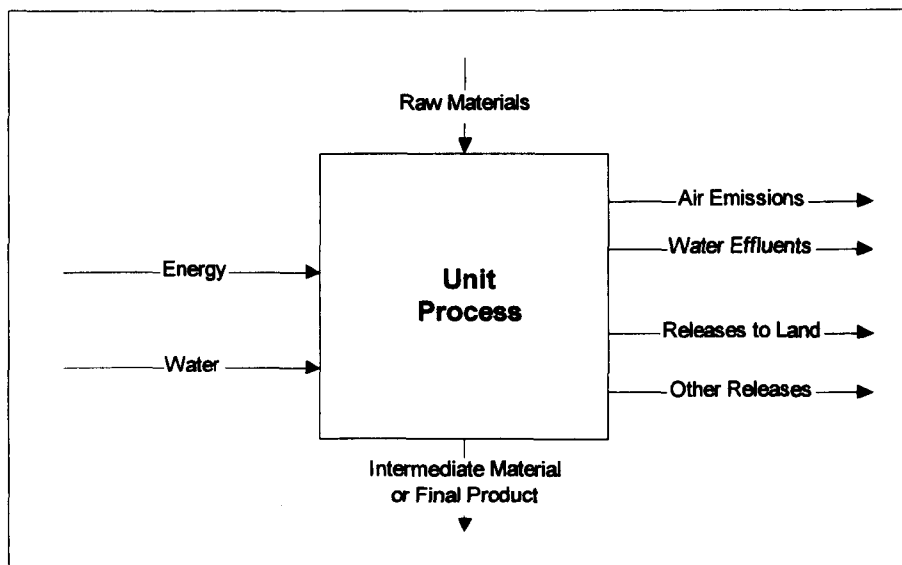 Raw Materials
Air Emissions
Water Effluents
Energy
Unit
Process
Releases to Land
Water
Other Releases
Intermediate Material
or Final Product